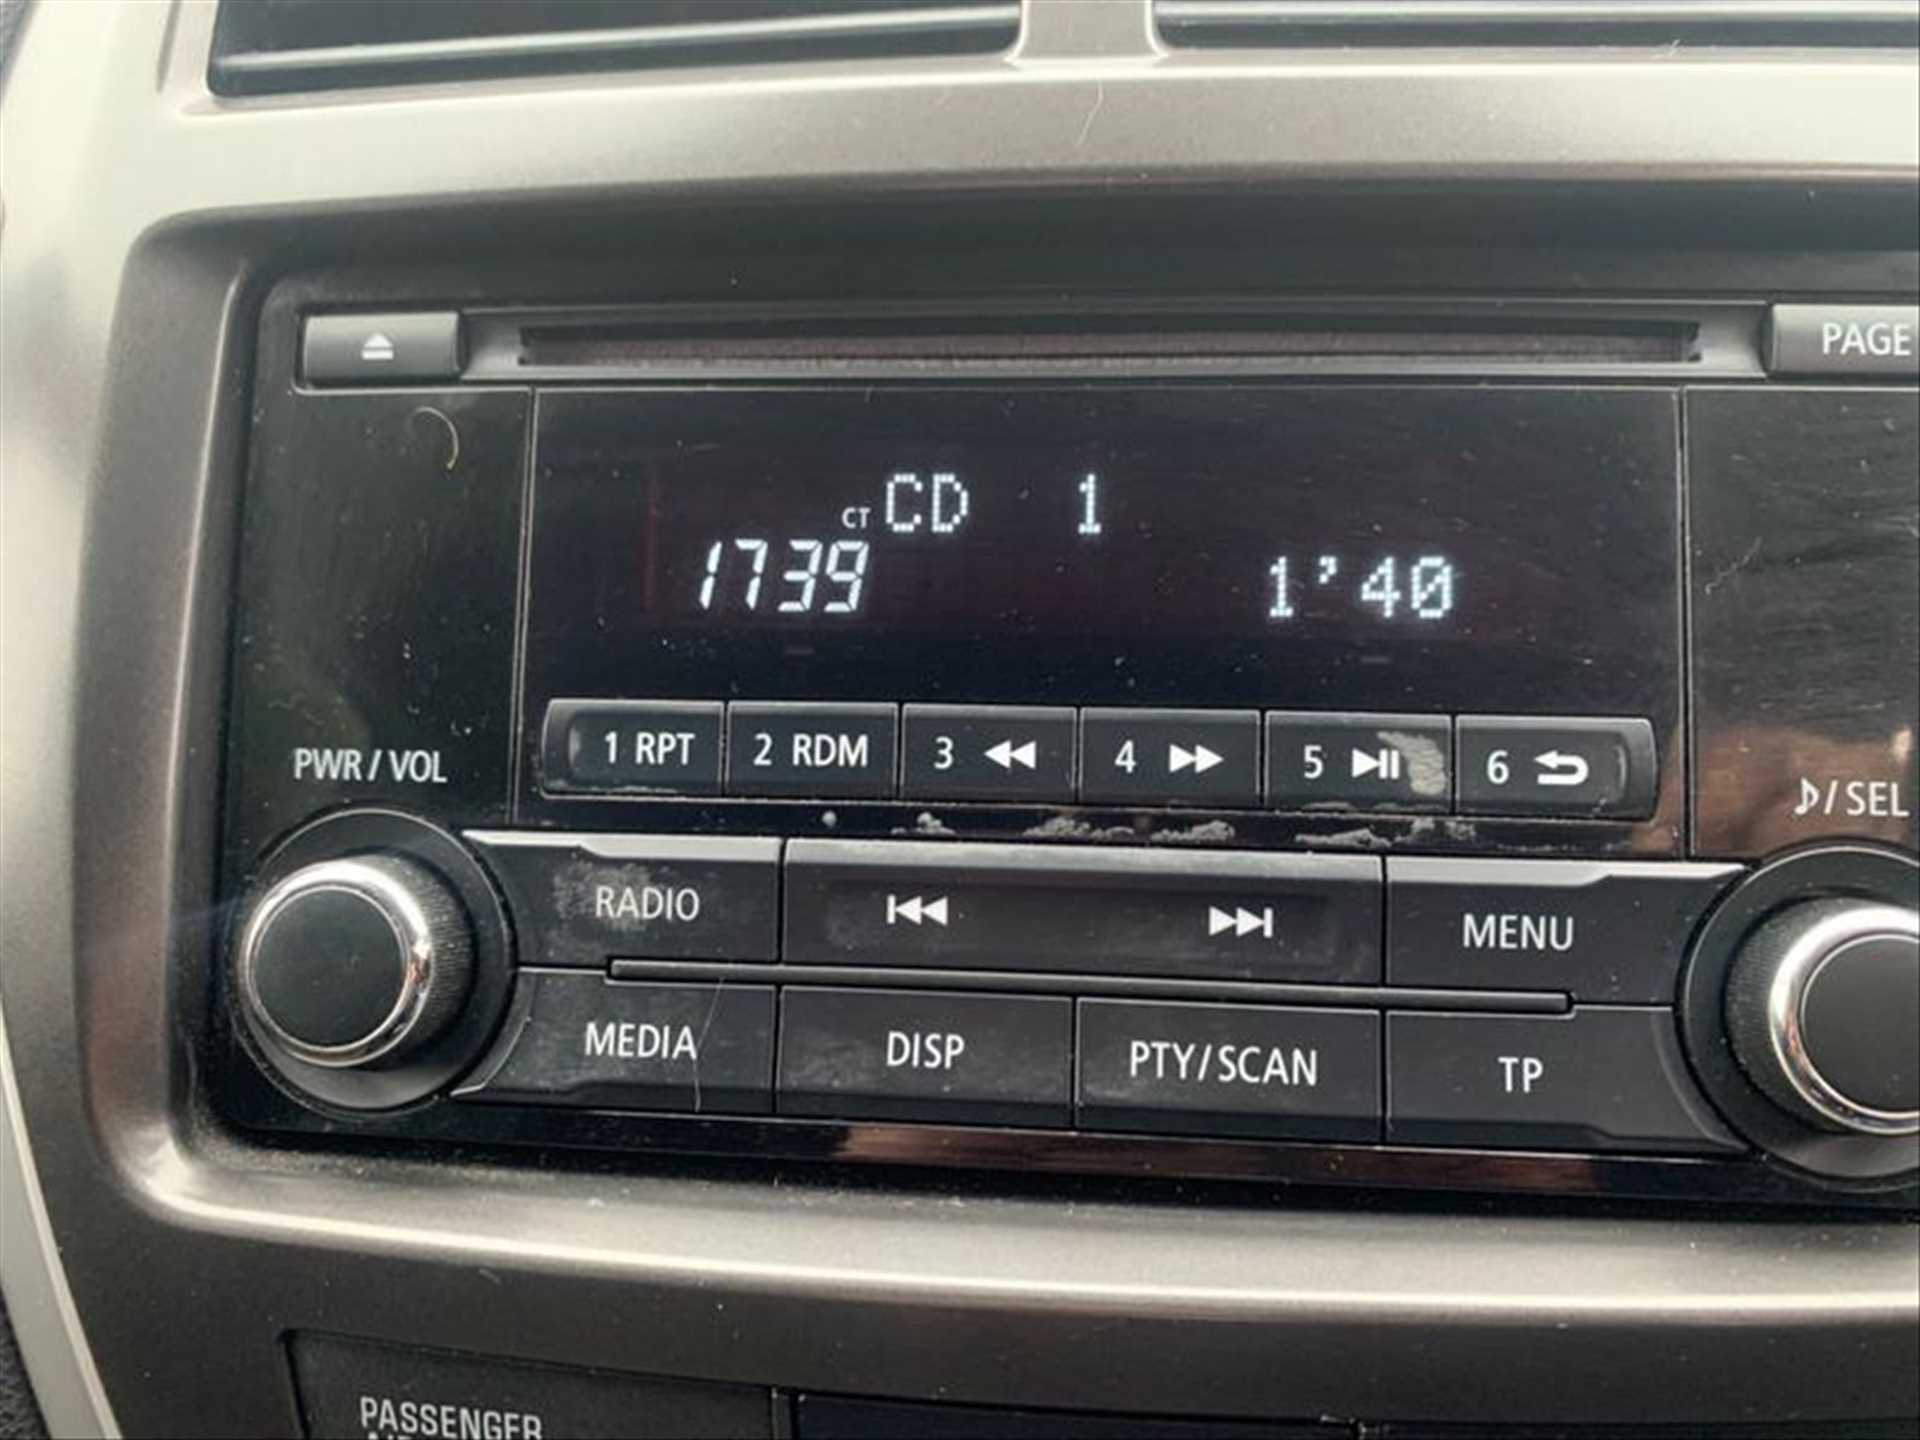 PAGE
CT CD 1
1739 1'40
1 RPT 2 RDM 3 4 5 6
PWR / VOL
/ SEL
RADIO
MENU
MEDIA DISP PTY/SCAN TP
PASSENGER